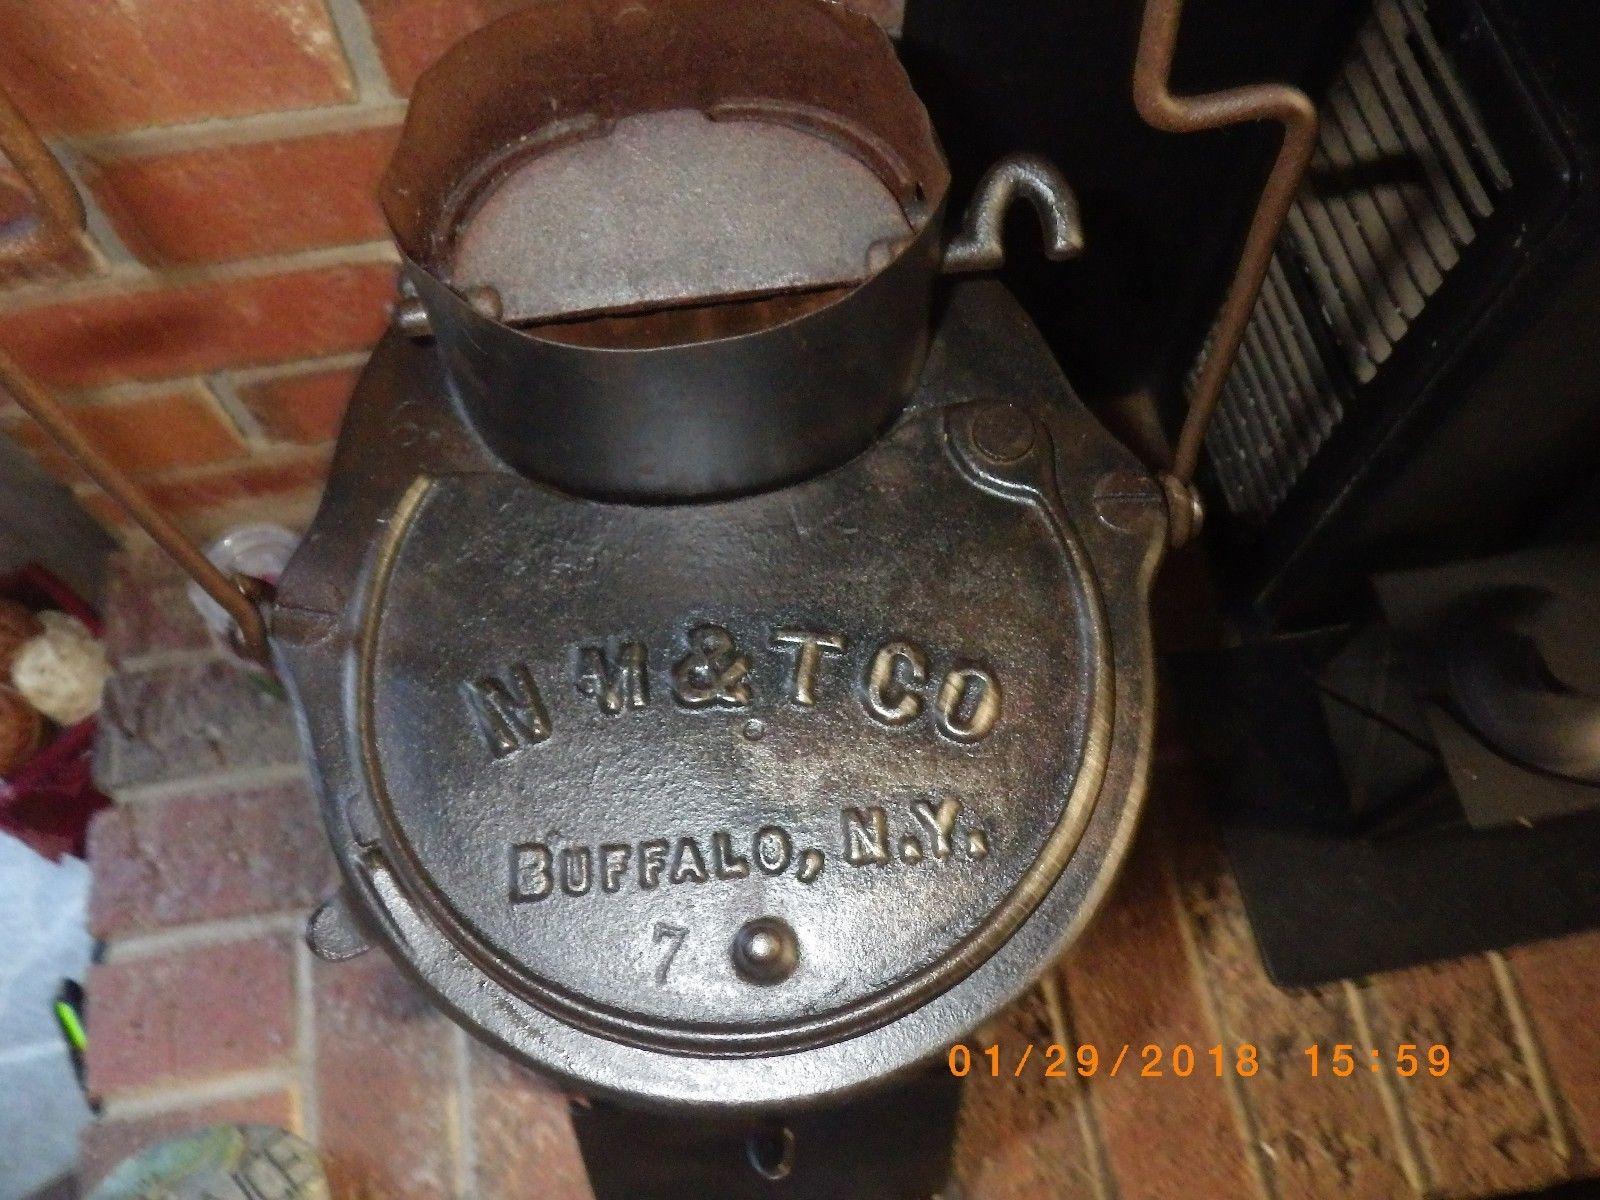 N M & T CO
BUFFALO, N.Y.
7
01/29/2018 15:59